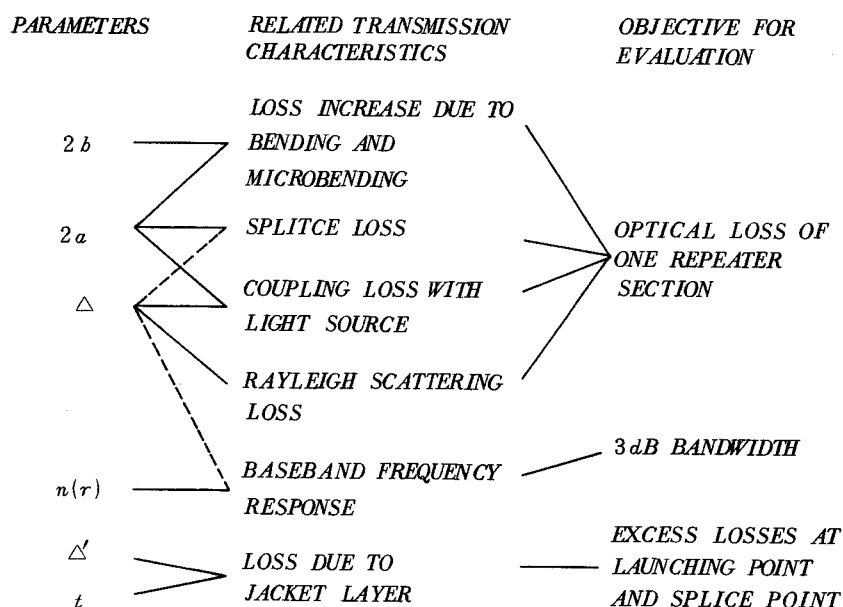 PARAMETERS
RELATED TRANSMISSION
CHARACTERISTICS
OBJECTIVE FOR
EVALUATION
2b
LOSS INCREASE DUE TO
BENDING AND
MICROBENDING
2a
SPLITCE LOSS
OPTICAL LOSS OF
ONE REPEATER
SECTION
△
COUPLING LOSS WITH
LIGHT SOURCE
RAYLEIGH SCATTERING
LOSS
n(r)
BASEBAND FREQUENCY
RESPONSE
3dB BANDWIDTH
△′
t
LOSS DUE TO
JACKET LAYER
EXCESS LOSSES AT
LAUNCHING POINT
AND SPLICE POINT